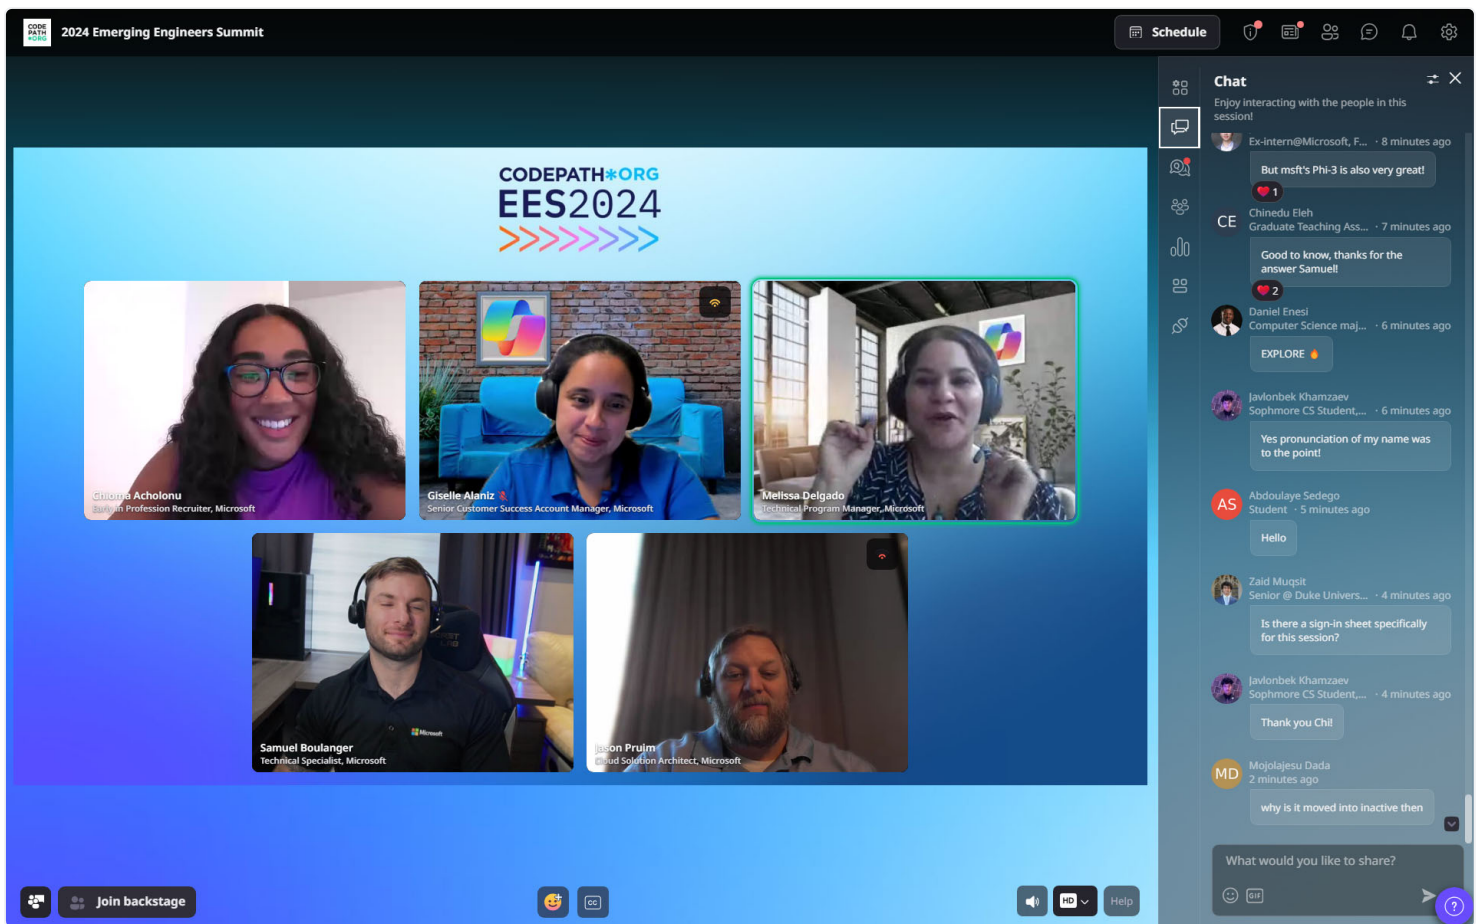 CODE
PATH
*ORG
2024 Emerging Engineers Summit
Schedule
CODEPATH*ORG
EES2024
Chioma Acholonu
Early in Profession Recruiter, Microsoft
Giselle Alaniz
Senior Customer Success Account Manager, Microsoft
Melissa Delgado
Technical Program Manager, Microsoft
Microsoft
Samuel Boulanger
Technical Specialist, Microsoft
Jason Pruim
Cloud Solution Architect, Microsoft
Join backstage
CC
HD
Help
Chat
Enjoy interacting with the people in this
session!
Ex-intern@Microsoft, F... · 8 minutes ago
But msft's Phi-3 is also very great!
1
CE
Chinedu Eleh
Graduate Teaching Ass... · 7 minutes ago
Good to know, thanks for the
answer Samuel!
2
Daniel Enesi
Computer Science maj... · 6 minutes ago
EXPLORE 🔥
Javlonbek Khamzaev
Sophmore CS Student,... · 6 minutes ago
Yes pronunciation of my name was
to the point!
AS
Abdoulaye Sedego
Student · 5 minutes ago
Hello
Zaid Muqsit
Senior @ Duke Univers... · 4 minutes ago
Is there a sign-in sheet specifically
for this session?
Javlonbek Khamzaev
Sophmore CS Student,... · 4 minutes ago
Thank you Chi!
MD
Mojolajesu Dada
2 minutes ago
why is it moved into inactive then
What would you like to share?
GIF
?